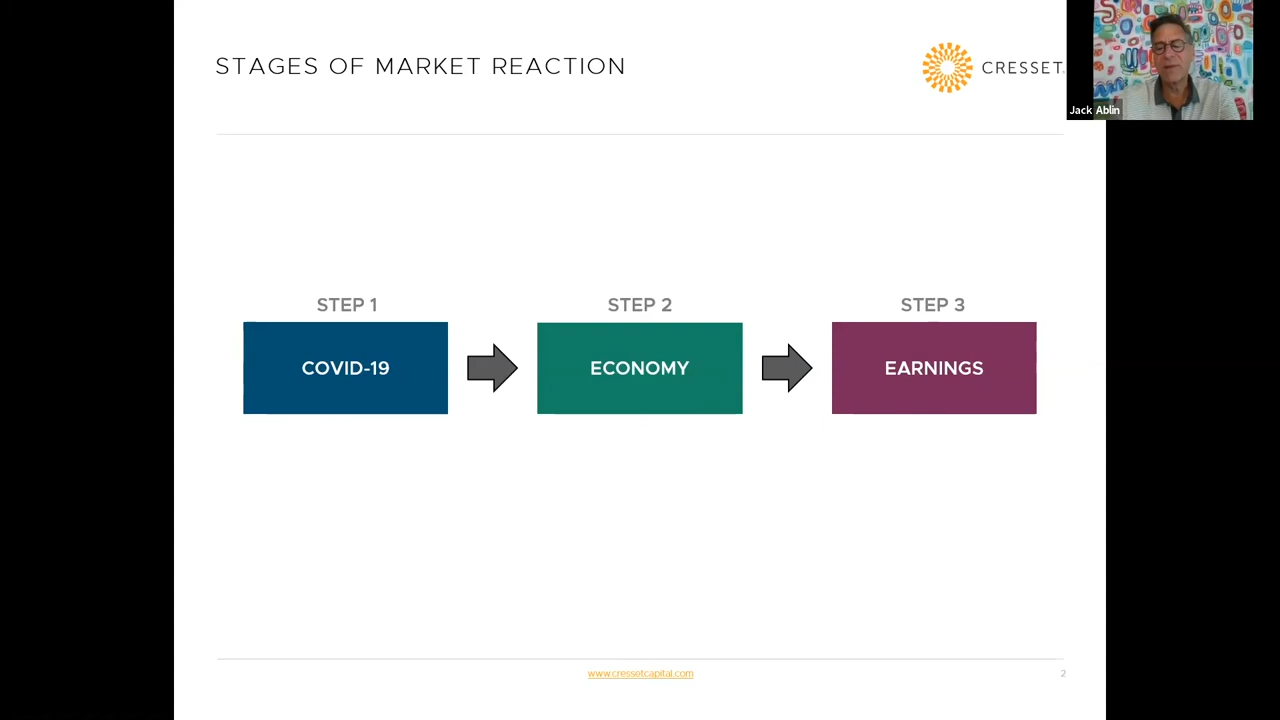 STAGES OF MARKET REACTION
CRESSET
Jack Ablin
STEP 1
STEP 2
STEP 3
COVID-19
ECONOMY
EARNINGS
www.cressetcapital.com
2